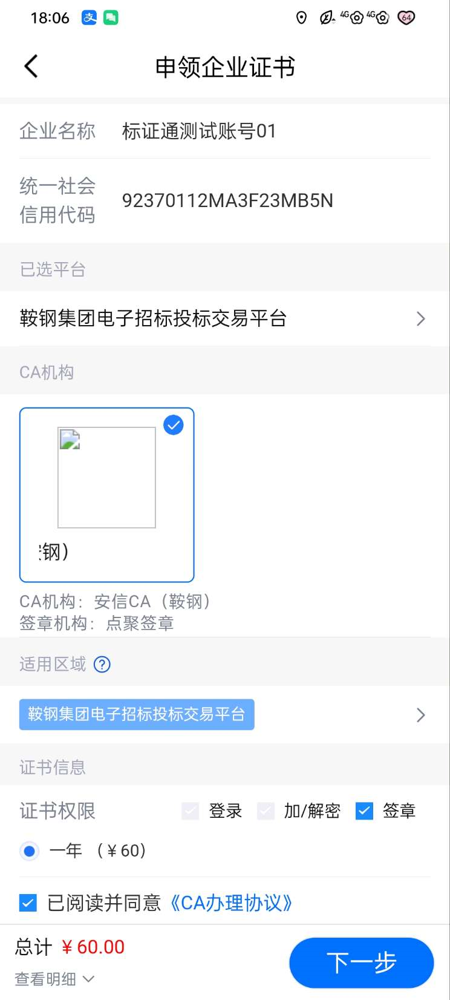 18:06
4G 4G 64
申领企业证书
企业名称 标证通测试账号01
统一社会
信用代码
92370112MA3F23MB5N
已选平台
鞍钢集团电子招标投标交易平台
CA机构
钢）
CA机构：安信CA（鞍钢）
签章机构：点聚签章
适用区域 ?
鞍钢集团电子招标投标交易平台
证书信息
证书权限 登录 加/解密 签章
一年 （¥60）
已阅读并同意《CA办理协议》
总计 ¥60.00
查看明细
下一步